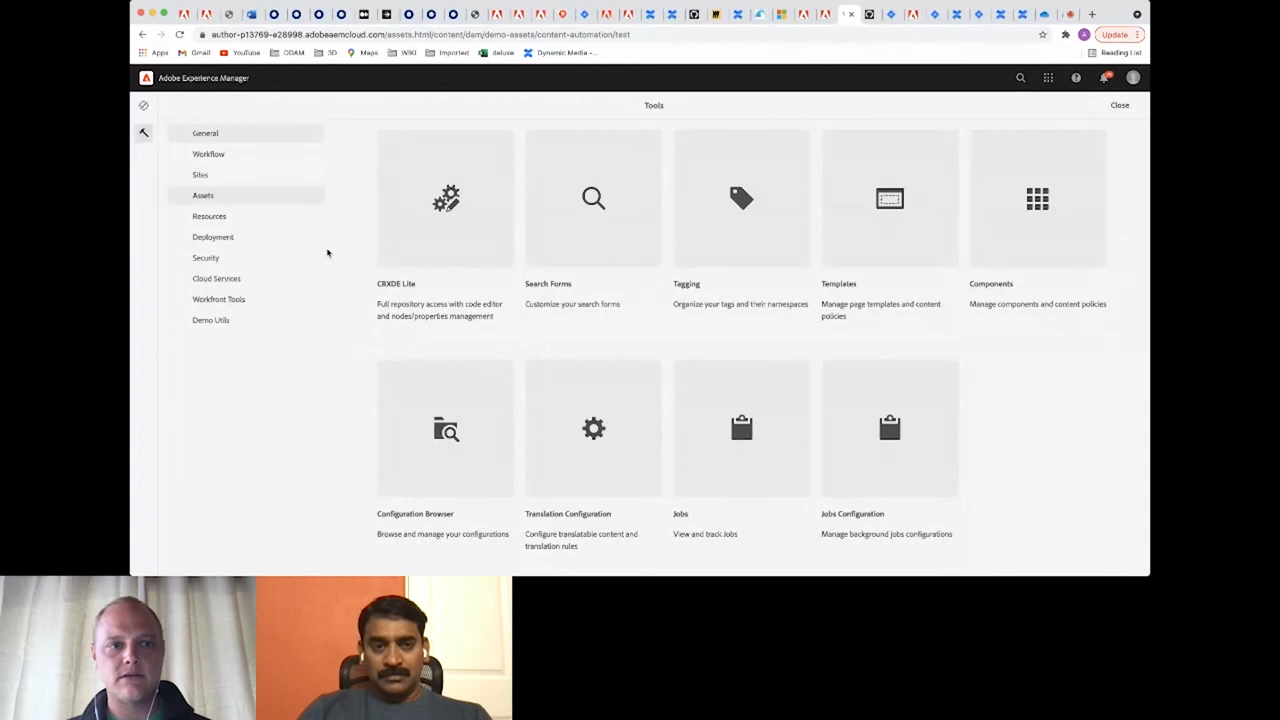 author-p13769-e28998.adobeaemcloud.com/assets.html/content/dam/demo-assets/content-automation/test
Update
Apps
Gmail
YouTube
DDAM
3D
Maps
WIKI
Imported
deluxe
Dynamic Media -...
Reading List
Adobe Experience Manager
Tools
Close
General
Workflow
Sites
Assets
Resources
Deployment
Security
Cloud Services
Workfront Tools
Demo Utils
CRXDE Lite
Full repository access with code editor
and nodes/properties management
Search Forms
Customize your search forms
Tagging
Organize your tags and their namespaces
Templates
Manage page templates and content
policies
Components
Manage components and content policies
Configuration Browser
Browse and manage your configurations
Translation Configuration
Configure translatable content and
translation rules
Jobs
View and track Jobs
Jobs Configuration
Manage background jobs configurations